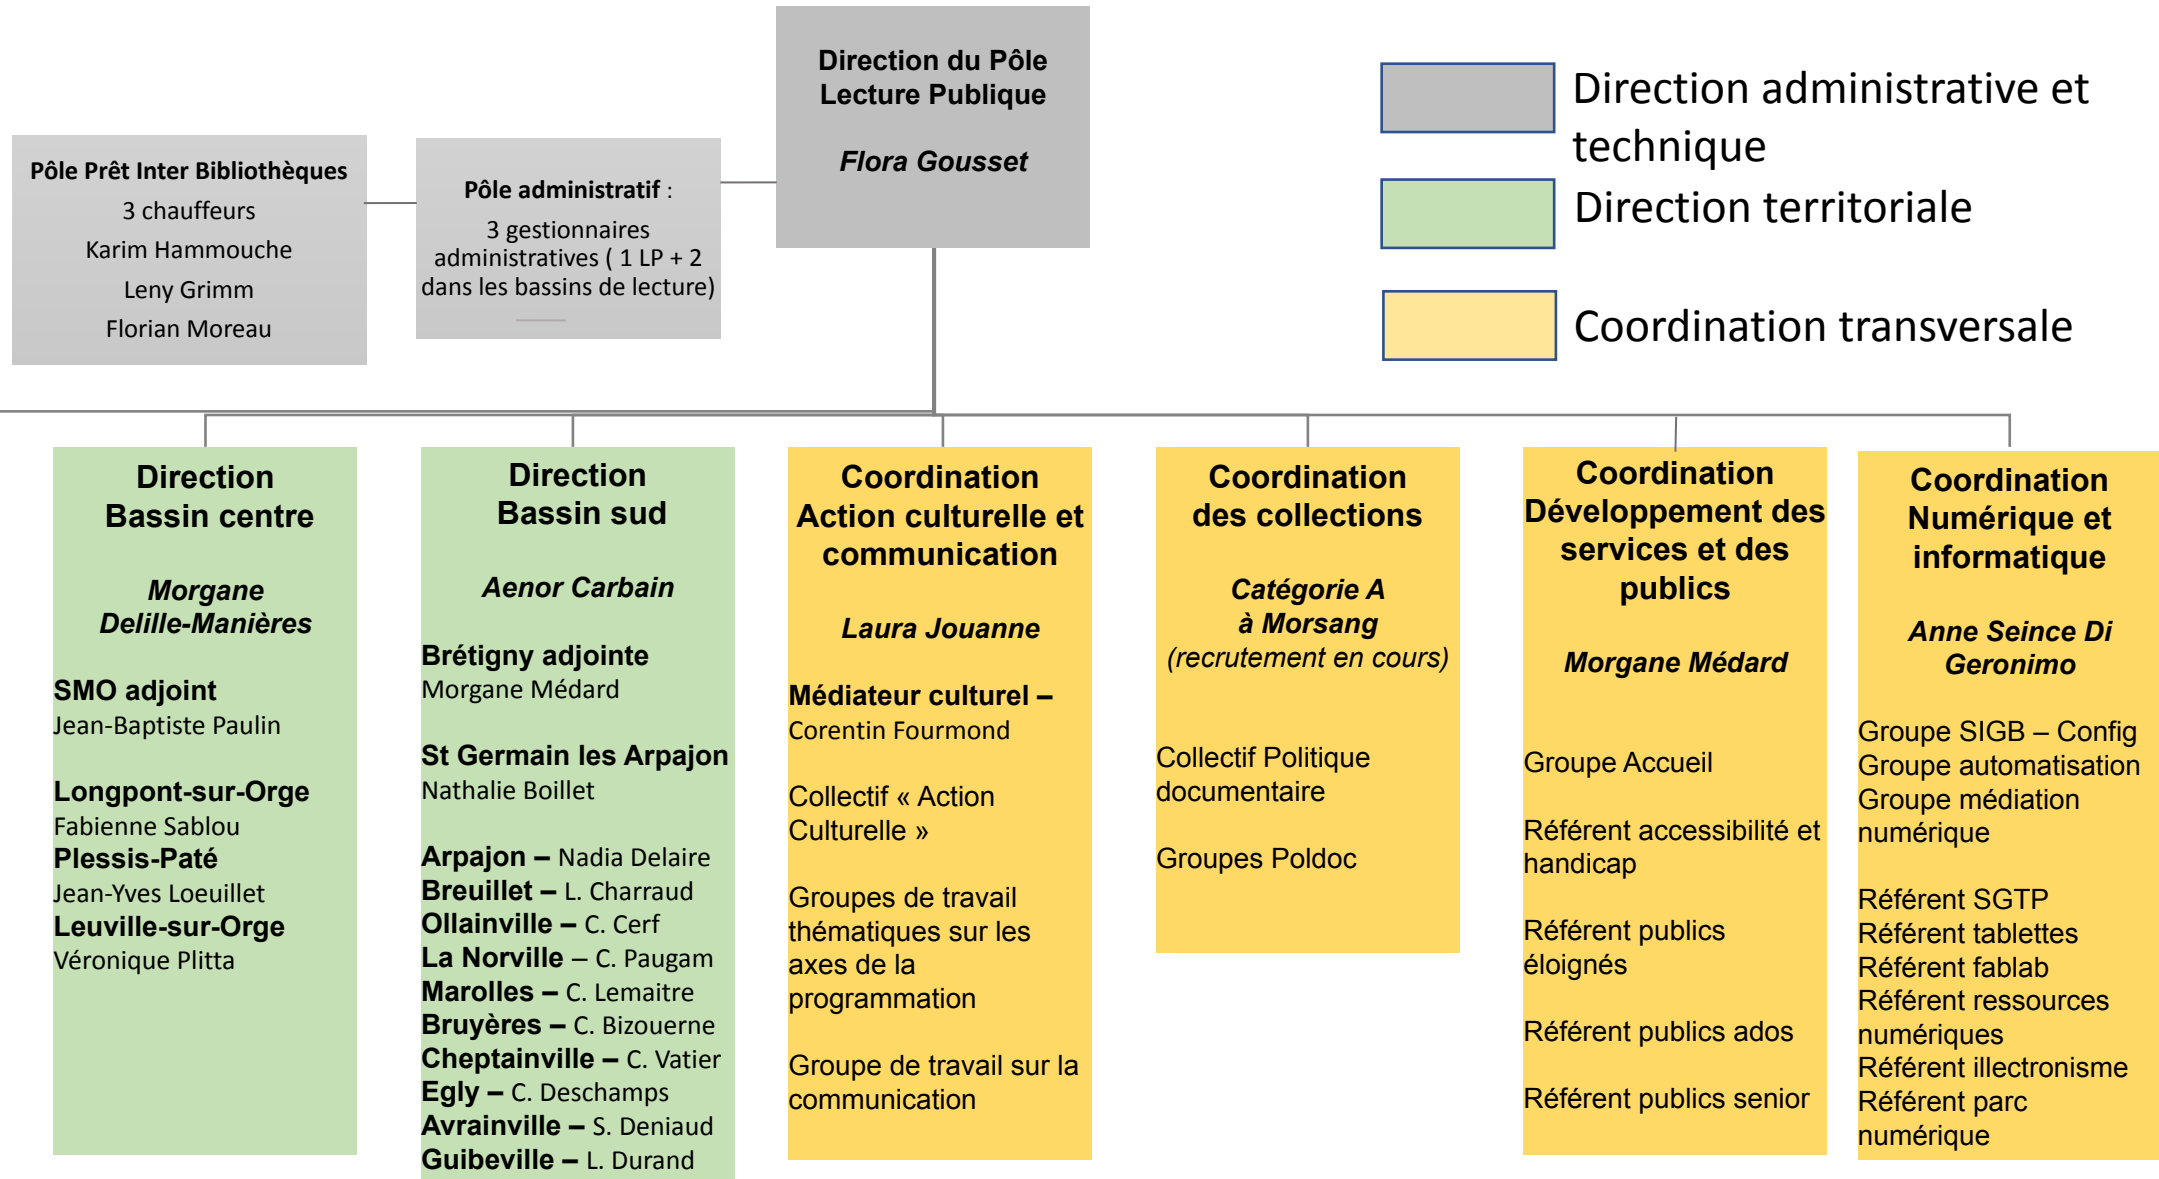 Direction du Pôle
Lecture Publique
Flora Gousset
Direction administrative et
technique
Direction territoriale
Coordination transversale
Pôle Prêt Inter Bibliothèques
3 chauffeurs
Karim Hammouche
Leny Grimm
Florian Moreau
Pôle administratif :
3 gestionnaires
administratives ( 1 LP + 2
dans les bassins de lecture)
Direction
Bassin centre
Morgane
Delille-Manières
SMO adjoint
Jean-Baptiste Paulin
Longpont-sur-Orge
Fabienne Sablou
Plessis-Paté
Jean-Yves Loeuillet
Leuville-sur-Orge
Véronique Plitta
Direction
Bassin sud
Aenor Carbain
Brétigny adjointe
Morgane Médard
St Germain les Arpajon
Nathalie Boillet
Arpajon – Nadia Delaire
Breuillet – L. Charraud
Ollainville – C. Cerf
La Norville – C. Paugam
Marolles – C. Lemaitre
Bruyères – C. Bizouerne
Cheptainville – C. Vatier
Egly – C. Deschamps
Avrainville – S. Deniaud
Guibeville – L. Durand
Coordination
Action culturelle et
communication
Laura Jouanne
Médiateur culturel –
Corentin Fourmond
Collectif « Action
Culturelle »
Groupes de travail
thématiques sur les
axes de la
programmation
Groupe de travail sur la
communication
Coordination
des collections
Catégorie A
à Morsang
(recrutement en cours)
Collectif Politique
documentaire
Groupes Poldoc
Coordination
Développement des
services et des
publics
Morgane Médard
Groupe Accueil
Référent accessibilité et
handicap
Référent publics
éloignés
Référent publics ados
Référent publics senior
Coordination
Numérique et
informatique
Anne Seince Di
Geronimo
Groupe SIGB – Config
Groupe automatisation
Groupe médiation
numérique
Référent SGTP
Référent tablettes
Référent fablab
Référent ressources
numériques
Référent illectronisme
Référent parc
numérique